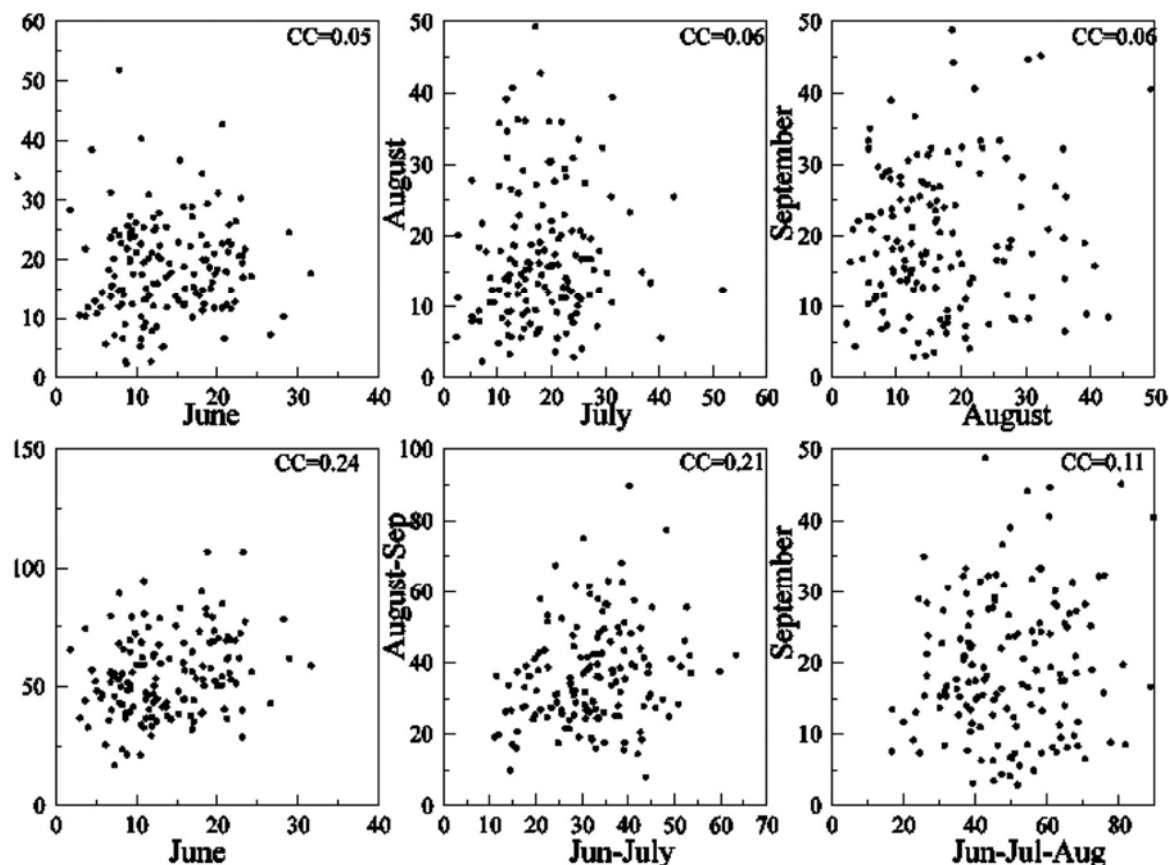 60 50 40 30 20 10 0
CC=0.05
0 10 20 30 40
June
August
50 40 30 20 10 0
CC=0.06
0 10 20 30 40 50 60
July
September
50 40 30 20 10 0
CC=0.06
0 10 20 30 40 50
August
150 100 50 0
CC=0.24
0 10 20 30 40
June
August-Sep
100 80 60 40 20 0
CC=0.21
0 10 20 30 40 50 60 70
Jun-July
September
50 40 30 20 10 0
CC=0.11
0 20 40 60 80
Jun-Jul-Aug